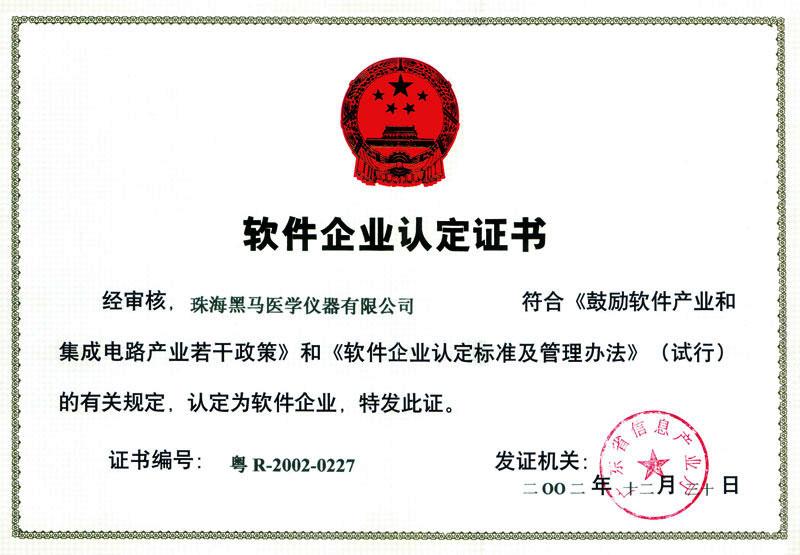 软件企业认定证书
经审核，珠海黑马医学仪器有限公司 符合《鼓励软件产业和
集成电路产业若干政策》和《软件企业认定标准及管理办法》（试行）
的有关规定，认定为软件企业，特发此证。
证书编号：粤 R-2002-0227 发证机关：
广东省信息产业厅
二OO二 年 十二 月 三十 日